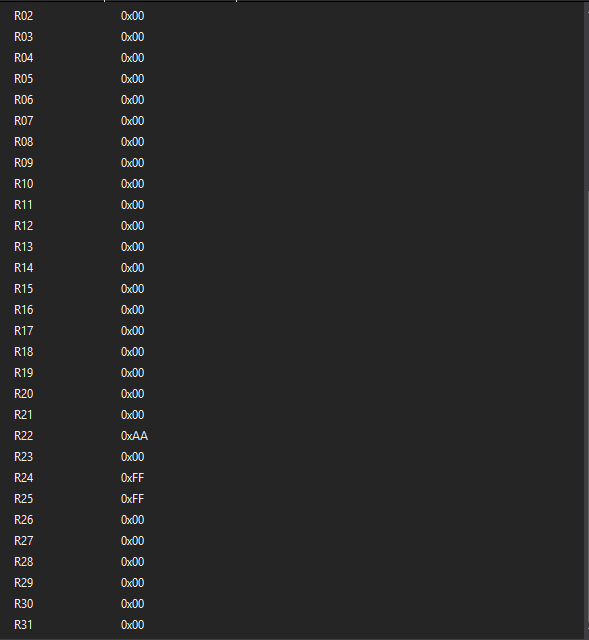 R02 0x00
R03 0x00
R04 0x00
R05 0x00
R06 0x00
R07 0x00
R08 0x00
R09 0x00
R10 0x00
R11 0x00
R12 0x00
R13 0x00
R14 0x00
R15 0x00
R16 0x00
R17 0x00
R18 0x00
R19 0x00
R20 0x00
R21 0x00
R22 0xAA
R23 0x00
R24 0xFF
R25 0xFF
R26 0x00
R27 0x00
R28 0x00
R29 0x00
R30 0x00
R31 0x00